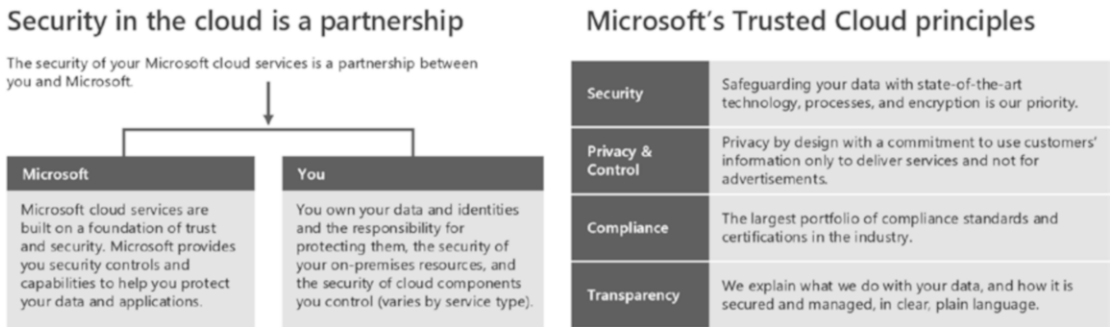 Security in the cloud is a partnership
The security of your Microsoft cloud services is a partnership between
you and Microsoft.
Microsoft
Microsoft cloud services are
built on a foundation of trust
and security. Microsoft provides
you security controls and
capabilities to help you protect
your data and applications.
You
You own your data and identities
and the responsibility for
protecting them, the security of
your on-premises resources, and
the security of cloud components
you control (varies by service type).
Microsoft's Trusted Cloud principles
Security
Safeguarding your data with state-of-the-art
technology, processes, and encryption is our priority.
Privacy &
Control
Privacy by design with a commitment to use customers'
information only to deliver services and not for
advertisements.
Compliance
The largest portfolio of compliance standards and
certifications in the industry.
Transparency
We explain what we do with your data, and how it is
secured and managed, in clear, plain language.